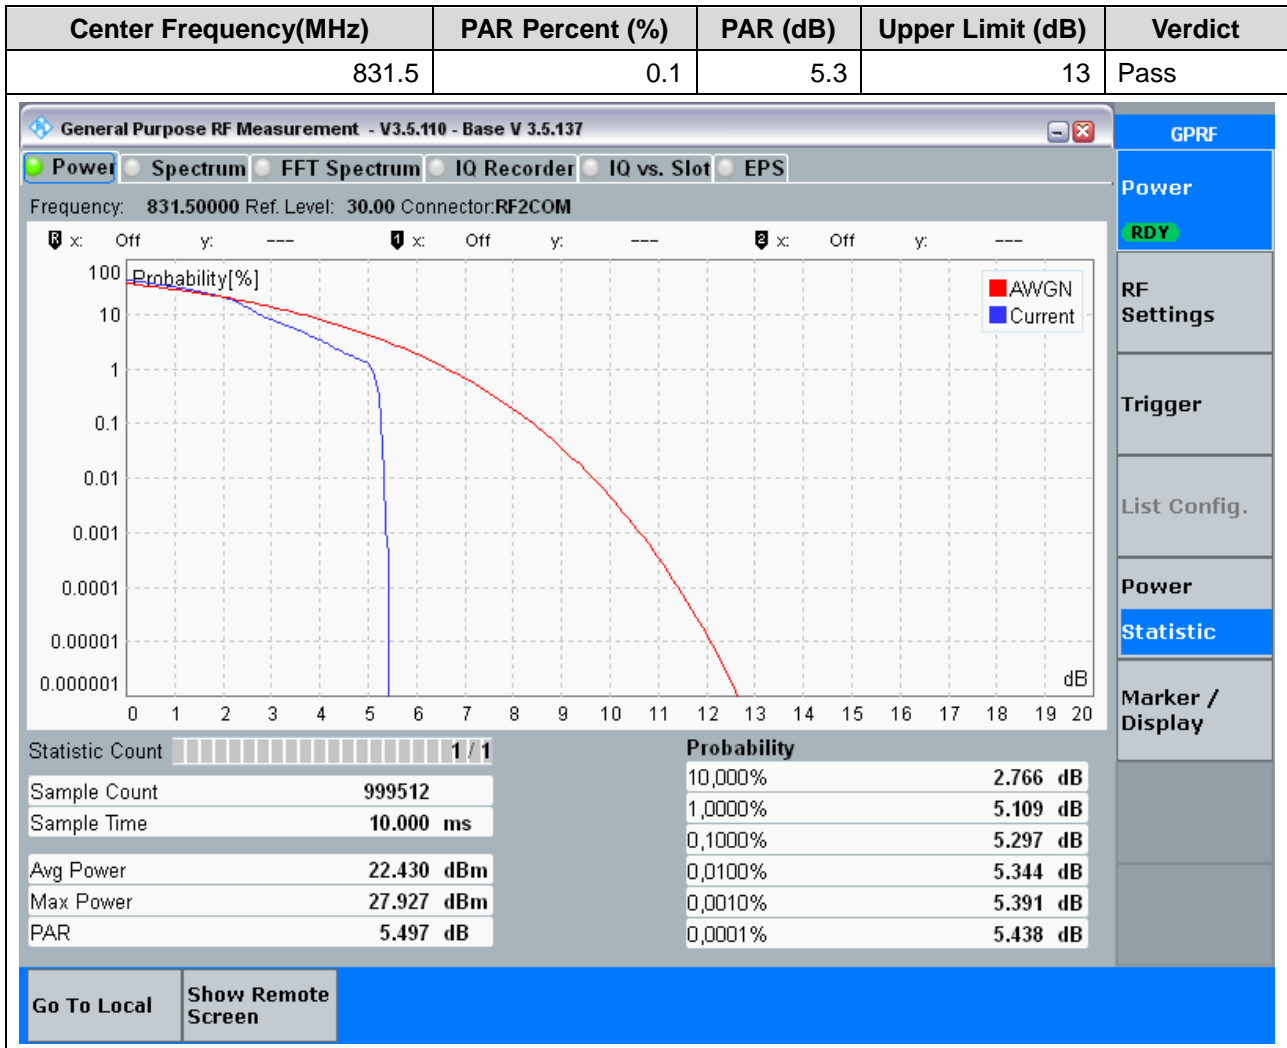 Center Frequency(MHz) PAR Percent (%) PAR (dB) Upper Limit (dB) Verdict
831.5 0.1 5.3 13 Pass
General Purpose RF Measurement - V3.5.110 - Base V 3.5.137
GPRF
Power Spectrum FFT Spectrum IQ Recorder IQ vs. Slot EPS
Frequency: 831.50000 Ref. Level: 30.00 Connector:RF2COM
R x: Off y: --- 1 x: Off y: --- 2 x: Off y: ---
Probability[%]
AWGN
Current
100
10
1
0.1
0.01
0.001
0.0001
0.00001
0.000001
dB
0 1 2 3 4 5 6 7 8 9 10 11 12 13 14 15 16 17 18 19 20
Statistic Count 1 / 1
Sample Count 999512
Sample Time 10.000 ms
Avg Power 22.430 dBm
Max Power 27.927 dBm
PAR 5.497 dB
Probability
10,000% 2.766 dB
1,0000% 5.109 dB
0,1000% 5.297 dB
0,0100% 5.344 dB
0,0010% 5.391 dB
0,0001% 5.438 dB
Power
RDY
RF
Settings
Trigger
List Config.
Power
Statistic
Marker /
Display
Go To Local
Show Remote
Screen